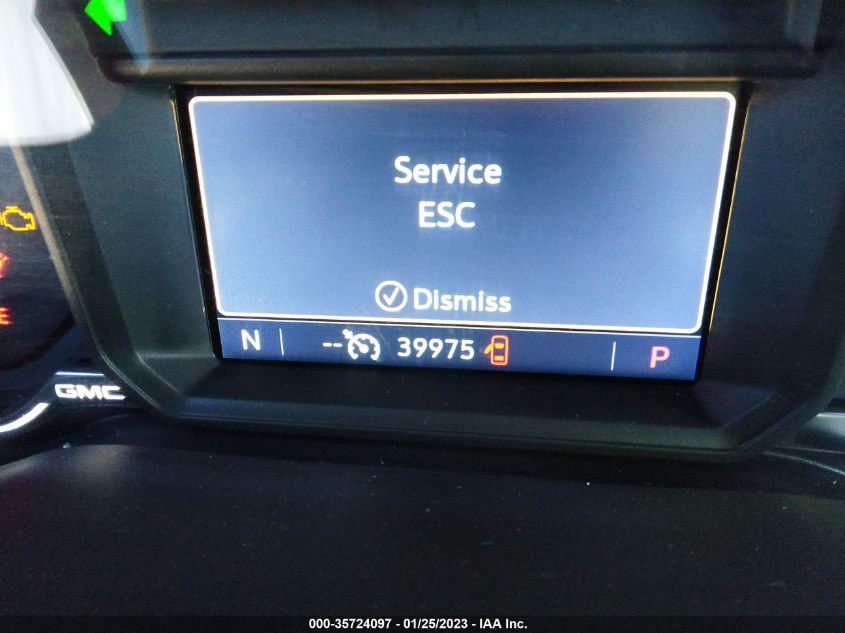 Service
ESC
Dismiss
N -- 39975 P
GMC
000-35724097 - 01/25/2023 - IAA Inc.